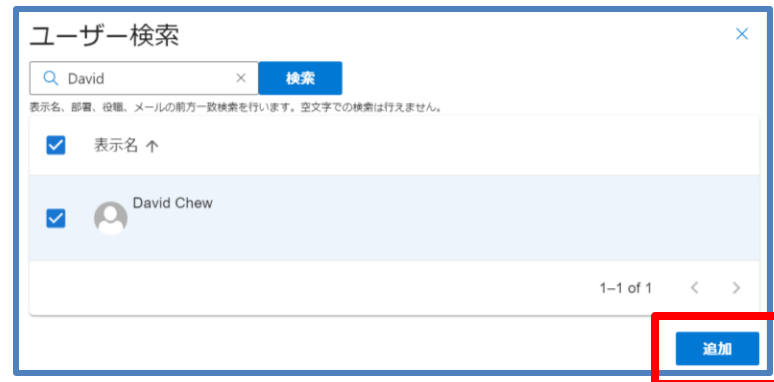 ユーザー検索
David
検索
表示名、部署、役職、メールの前方一致検索を行います。空文字での検索は行えません。
表示名
David Chew
1–1 of 1
追加